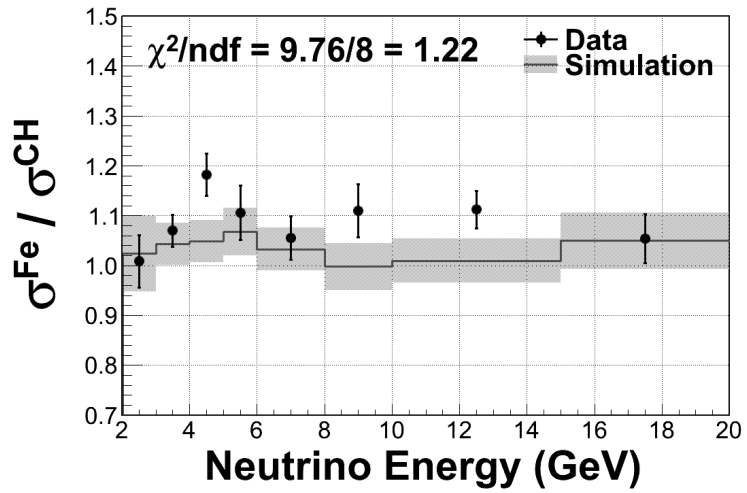 χ²/ndf = 9.76/8 = 1.22
Data
Simulation
σ^Fe / σ^CH
1.5
1.4
1.3
1.2
1.1
1.0
0.9
0.8
0.7
2 4 6 8 10 12 14 16 18 20
Neutrino Energy (GeV)